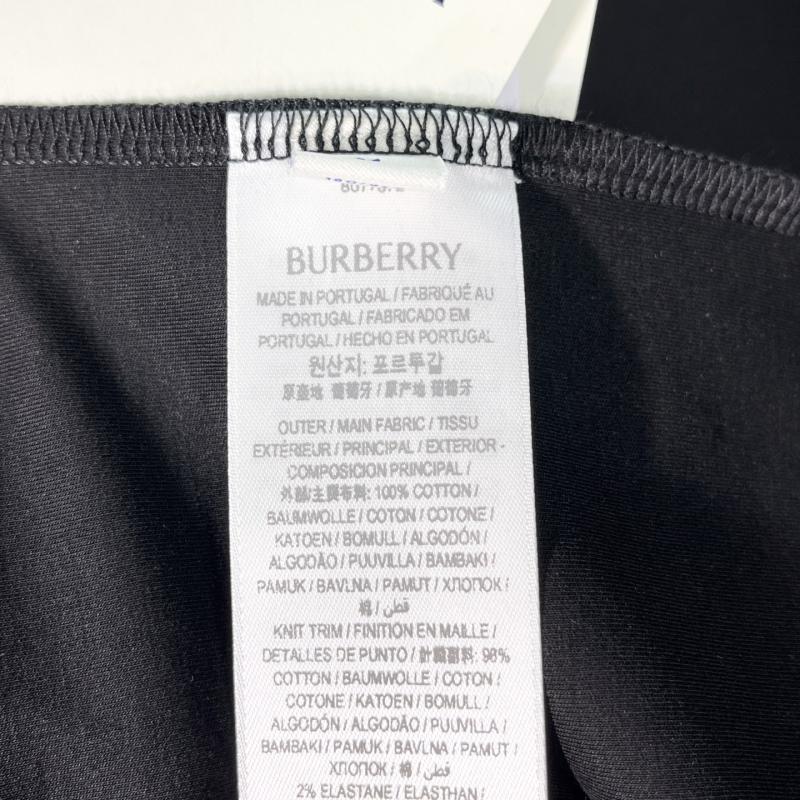 BURBERRY
MADE IN PORTUGAL / FABRIQUÉ AU
PORTUGAL / FABRICADO EM
PORTUGAL / HECHO EN PORTUGAL
원산지: 포르투갈
原産地 葡萄牙 / 原产地 葡萄牙
OUTER / MAIN FABRIC / TISSU
EXTÉRIEUR / PRINCIPAL / EXTERIOR -
COMPOSICION PRINCIPAL /
外部/主要布料: 100% COTTON /
BAUMWOLLE / COTON / COTONE /
KATOEN / BOMULL / ALGODÓN /
ALGODÃO / PUUVILLA / BAMBAKI /
PAMUK / BAVLNA / PAMUT / ХЛОПОК /
棉 / قطن /
KNIT TRIM / FINITION EN MAILLE /
DETALLES DE PUNTO / 針織副料: 98%
COTTON / BAUMWOLLE / COTON /
COTONE / KATOEN / BOMULL /
ALGODÓN / ALGODÃO / PUUVILLA /
BAMBAKI / PAMUK / BAVLNA / PAMUT /
ХЛОПОК / 棉 / قطن /
2% ELASTANE / ELASTHAN /